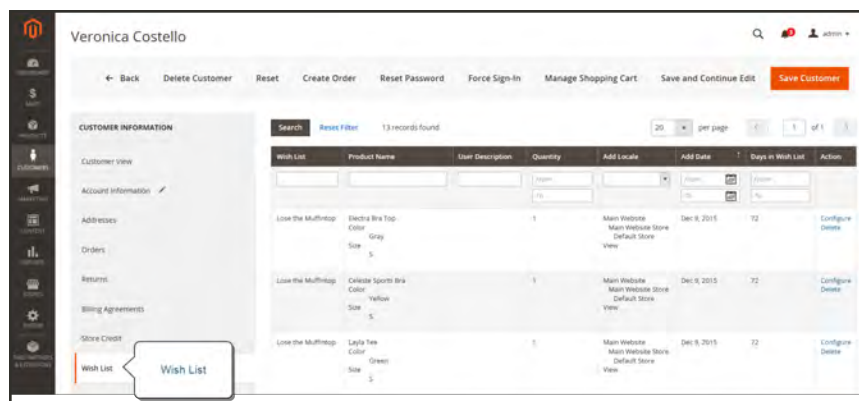 Veronica Costello
admin
← Back Delete Customer Reset Create Order Reset Password Force Sign-In Manage Shopping Cart Save and Continue Edit Save Customer
CUSTOMERS
CUSTOMER INFORMATION
Customer View
Account Information
Addresses
Orders
Returns
Billing Agreements
Store Credit
Wish List
Wish List
Search Reset Filter 13 records found 20 per page 1 of 1
Wish List Product Name User Description Quantity Add Locale Add Date ↑ Days in Wish List Action
Lose the Muffintop Electra Bra Top 1 Main Website Dec 9, 2015 72 Configure
Color Main Website Store Delete
Gray Default Store
Size View
S
Lose the Muffintop Celeste Sports Bra 1 Main Website Dec 9, 2015 72 Configure
Color Main Website Store Delete
Yellow Default Store
Size View
S
Lose the Muffintop Layla Tee 1 Main Website Dec 9, 2015 72 Configure
Color Main Website Store Delete
Green Default Store
Size View
S